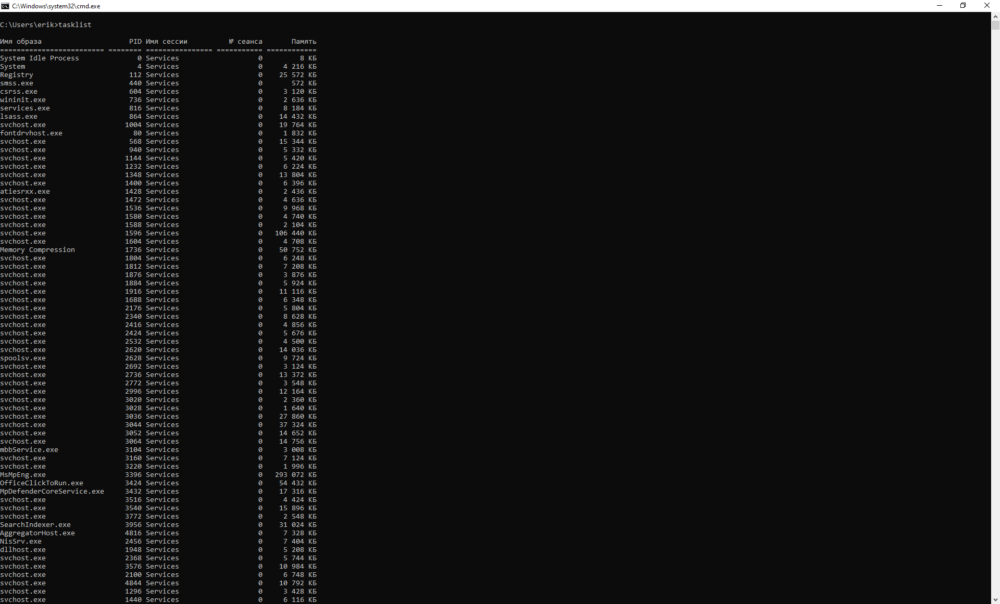 C:\Windows\system32\cmd.exe
C:\Users\erik>tasklist
Имя образа                     PID Имя сессии          № сеанса       Память
========================= ======== ================ =========== ============
System Idle Process              0 Services                   0         8 КБ
System                           4 Services                   0     4 216 КБ
Registry                       112 Services                   0    25 572 КБ
smss.exe                       440 Services                   0       572 КБ
csrss.exe                      604 Services                   0     3 120 КБ
wininit.exe                    736 Services                   0     2 636 КБ
services.exe                   816 Services                   0     8 184 КБ
lsass.exe                      864 Services                   0    14 432 КБ
svchost.exe                   1004 Services                   0    19 764 КБ
fontdrvhost.exe                 80 Services                   0     1 832 КБ
svchost.exe                    568 Services                   0    15 344 КБ
svchost.exe                    940 Services                   0     5 332 КБ
svchost.exe                   1144 Services                   0     5 420 КБ
svchost.exe                   1232 Services                   0     6 224 КБ
svchost.exe                   1348 Services                   0    13 804 КБ
svchost.exe                   1400 Services                   0     6 396 КБ
atiesrxx.exe                  1428 Services                   0     2 436 КБ
svchost.exe                   1472 Services                   0     4 636 КБ
svchost.exe                   1536 Services                   0     9 968 КБ
svchost.exe                   1580 Services                   0     4 740 КБ
svchost.exe                   1588 Services                   0     2 104 КБ
svchost.exe                   1596 Services                   0   106 440 КБ
svchost.exe                   1604 Services                   0     4 708 КБ
Memory Compression            1736 Services                   0    50 752 КБ
svchost.exe                   1804 Services                   0     6 248 КБ
svchost.exe                   1812 Services                   0     7 208 КБ
svchost.exe                   1876 Services                   0     3 876 КБ
svchost.exe                   1884 Services                   0     5 924 КБ
svchost.exe                   1916 Services                   0    11 116 КБ
svchost.exe                   1688 Services                   0     6 348 КБ
svchost.exe                   2176 Services                   0     5 804 КБ
svchost.exe                   2340 Services                   0     8 628 КБ
svchost.exe                   2416 Services                   0     4 856 КБ
svchost.exe                   2424 Services                   0     5 676 КБ
svchost.exe                   2532 Services                   0     4 500 КБ
svchost.exe                   2620 Services                   0    14 036 КБ
spoolsv.exe                   2628 Services                   0     9 724 КБ
svchost.exe                   2692 Services                   0     3 124 КБ
svchost.exe                   2736 Services                   0    13 372 КБ
svchost.exe                   2772 Services                   0     3 548 КБ
svchost.exe                   2996 Services                   0    12 164 КБ
svchost.exe                   3020 Services                   0     2 360 КБ
svchost.exe                   3028 Services                   0     1 640 КБ
svchost.exe                   3036 Services                   0    27 860 КБ
svchost.exe                   3044 Services                   0    37 324 КБ
svchost.exe                   3052 Services                   0    14 652 КБ
svchost.exe                   3064 Services                   0    14 756 КБ
mbbService.exe                3104 Services                   0     3 008 КБ
svchost.exe                   3160 Services                   0     7 124 КБ
svchost.exe                   3220 Services                   0     1 996 КБ
MsMpEng.exe                   3396 Services                   0   293 072 КБ
OfficeClickToRun.exe          3424 Services                   0    54 432 КБ
MpDefenderCoreService.exe     3432 Services                   0    17 316 КБ
svchost.exe                   3516 Services                   0     4 424 КБ
svchost.exe                   3540 Services                   0    15 896 КБ
svchost.exe                   3772 Services                   0     2 548 КБ
SearchIndexer.exe             3956 Services                   0    31 024 КБ
AggregatorHost.exe            4816 Services                   0     7 328 КБ
NisSrv.exe                    2456 Services                   0     7 404 КБ
dllhost.exe                   1948 Services                   0     5 208 КБ
svchost.exe                   2368 Services                   0     5 744 КБ
svchost.exe                   3576 Services                   0    10 984 КБ
svchost.exe                   2100 Services                   0     6 748 КБ
svchost.exe                   4844 Services                   0    10 792 КБ
svchost.exe                   1296 Services                   0     3 428 КБ
svchost.exe                   1440 Services                   0     6 116 КБ